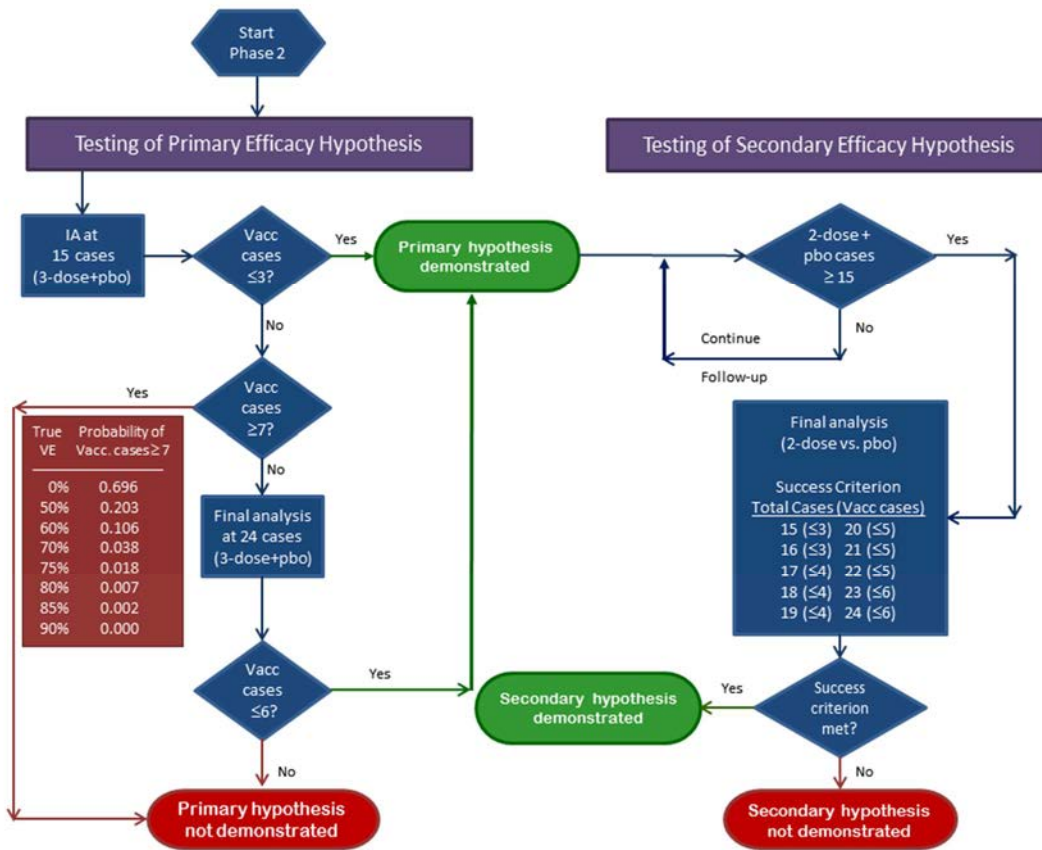 Start
Phase 2
Testing of Primary Efficacy Hypothesis
Testing of Secondary Efficacy Hypothesis
IA at
15 cases
(3-dose+pbo)
Vacc
cases
≤3?
Yes
Primary hypothesis
demonstrated
2-dose +
pbo cases
≥ 15
Yes
No
No
Continue
Follow-up
Yes
Vacc
cases
≥7?
True Probability of
VE Vacc. cases ≥ 7
0% 0.696
50% 0.203
60% 0.106
70% 0.038
75% 0.018
80% 0.007
85% 0.002
90% 0.000
No
Final analysis
at 24 cases
(3-dose+pbo)
Final analysis
(2-dose vs. pbo)
Success Criterion
Total Cases (Vacc cases)
15 (≤3) 20 (≤5)
16 (≤3) 21 (≤5)
17 (≤4) 22 (≤5)
18 (≤4) 23 (≤6)
19 (≤4) 24 (≤6)
Vacc
cases
≤6?
Yes
Secondary hypothesis
demonstrated
Yes
Success
criterion
met?
No
No
Primary hypothesis
not demonstrated
Secondary hypothesis
not demonstrated